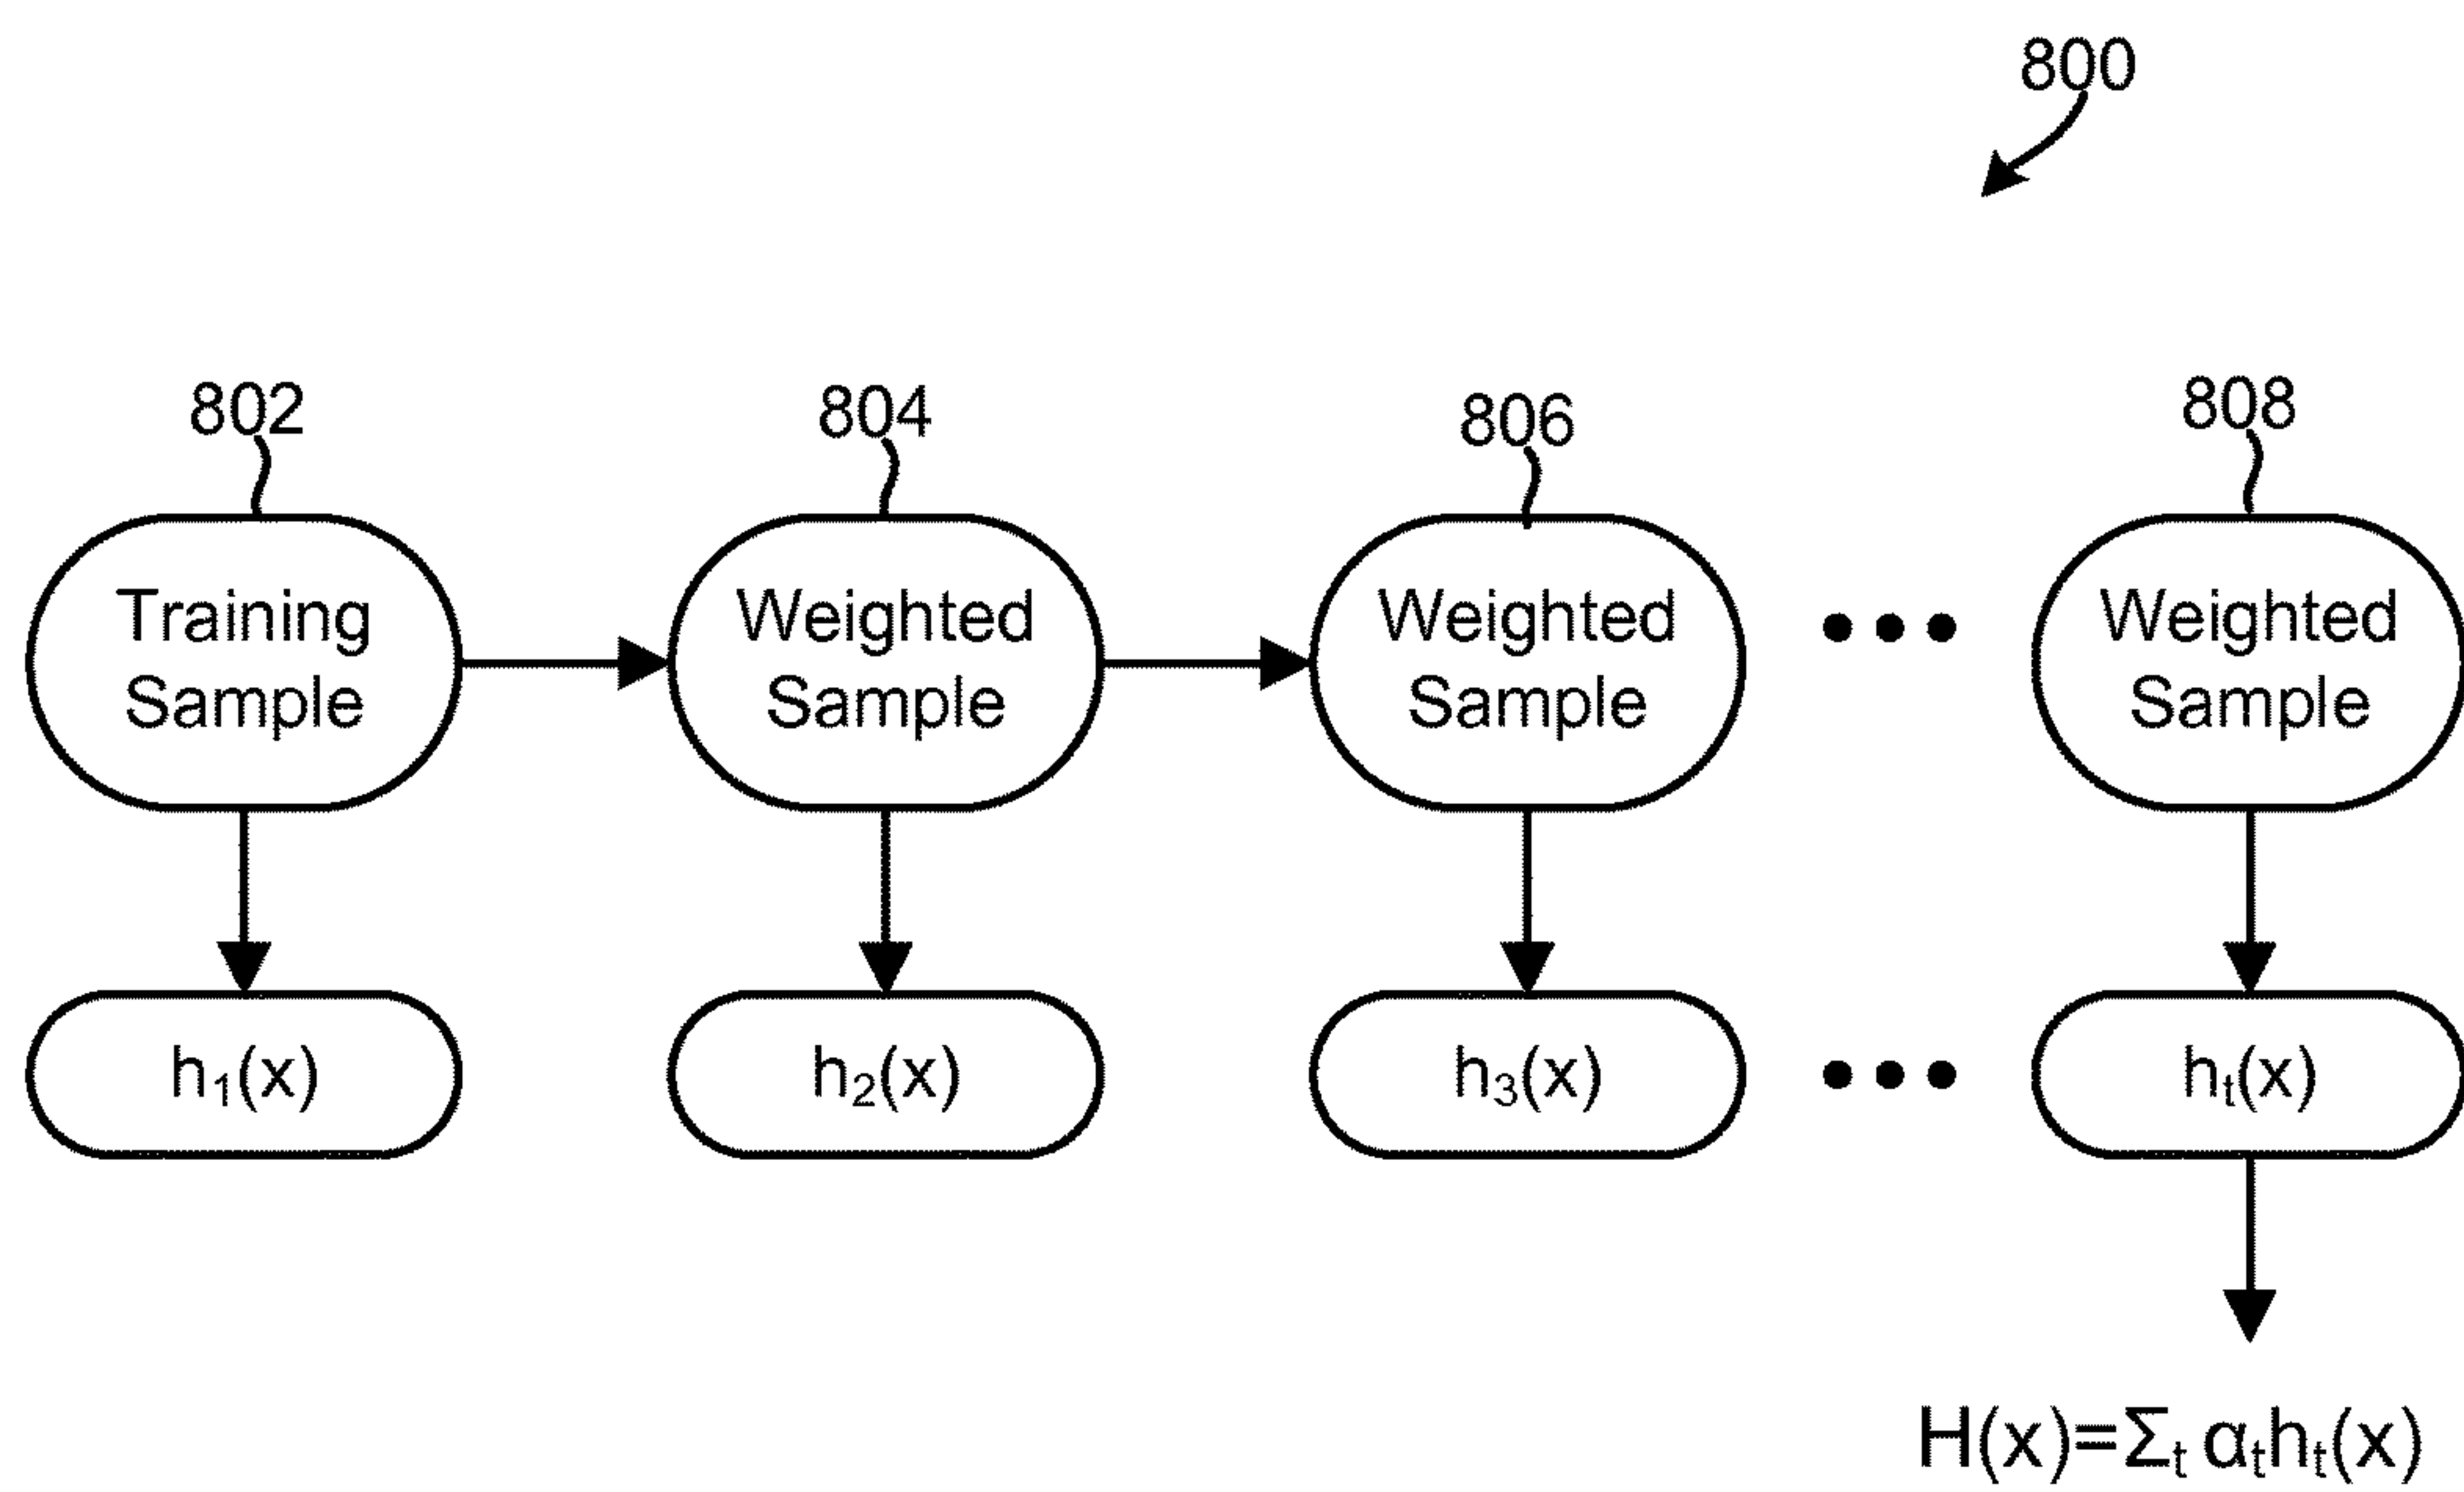 800
802
804
806
808
Training
Sample
Weighted
Sample
Weighted
Sample
Weighted
Sample
h₁(x)
h₂(x)
h₃(x)
hₜ(x)
H(x)=Σₜ αₜhₜ(x)